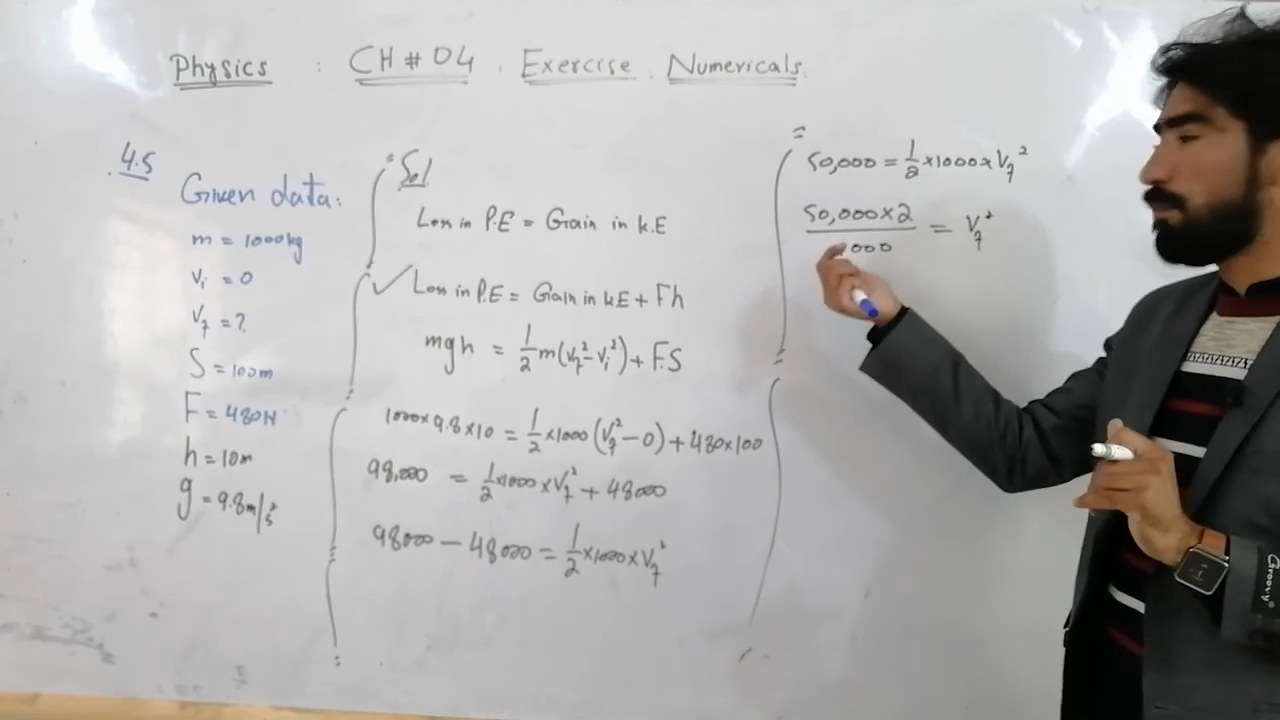 Physics : CH # 04 . Exercise . Numericals.
4.5
Given data:
m = 1000kg
Vi = 0
Vf = ?
S = 100m
F = 480N
h = 10m
g = 9.8m/s²
Sol
Loss in P.E = Gain in k.E
✓ Loss in P.E = Gain in k.E + Fh
mgh = 1/2 m(vf² - vi²) + F.S
1000 x 9.8 x 10 = 1/2 x 1000 (Vf² - 0) + 480 x 100
98,000 = 1/2 x 1000 x Vf² + 48000
98000 - 48000 = 1/2 x 1000 x Vf²
=
50,000 = 1/2 x 1000 x Vf²
50,000 x 2 / 000 = Vf²
Groovy